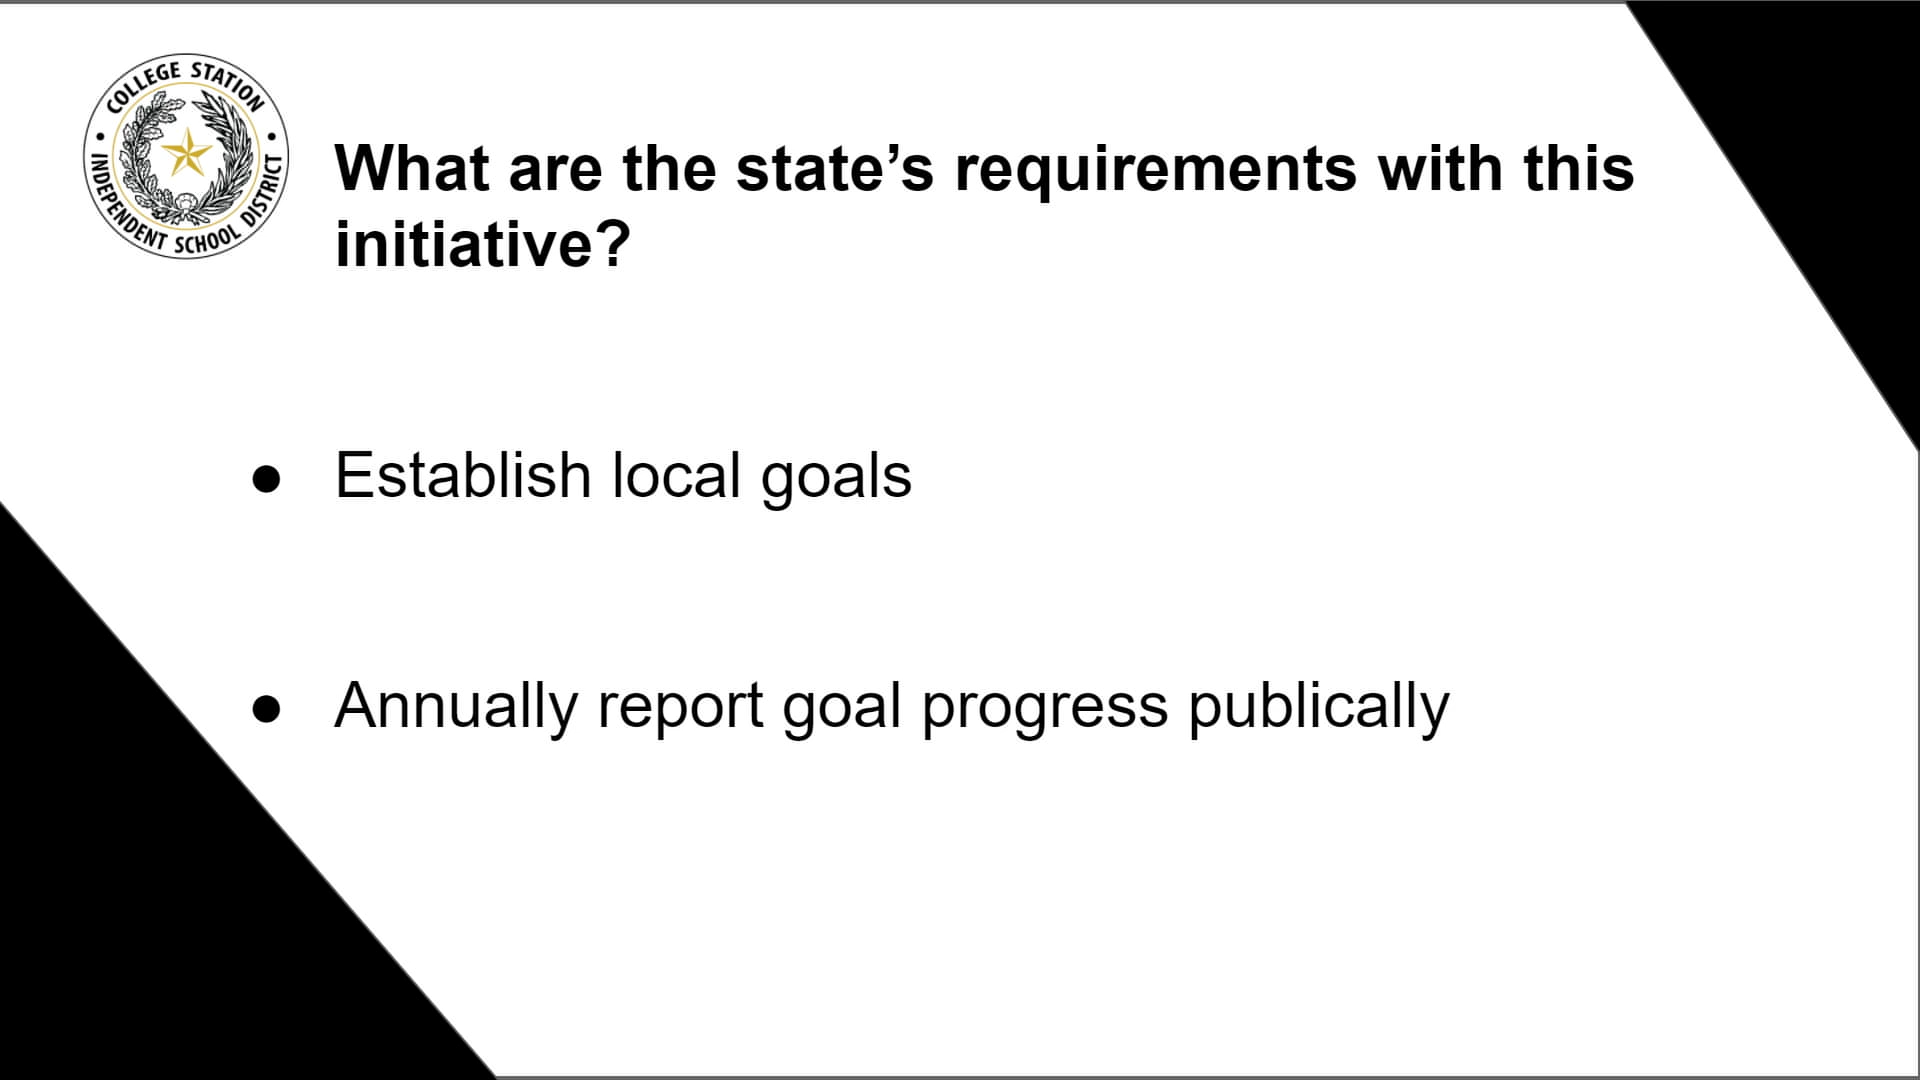 COLLEGE STATION
INDEPENDENT SCHOOL DISTRICT
What are the state’s requirements with this
initiative?
● Establish local goals
● Annually report goal progress publically